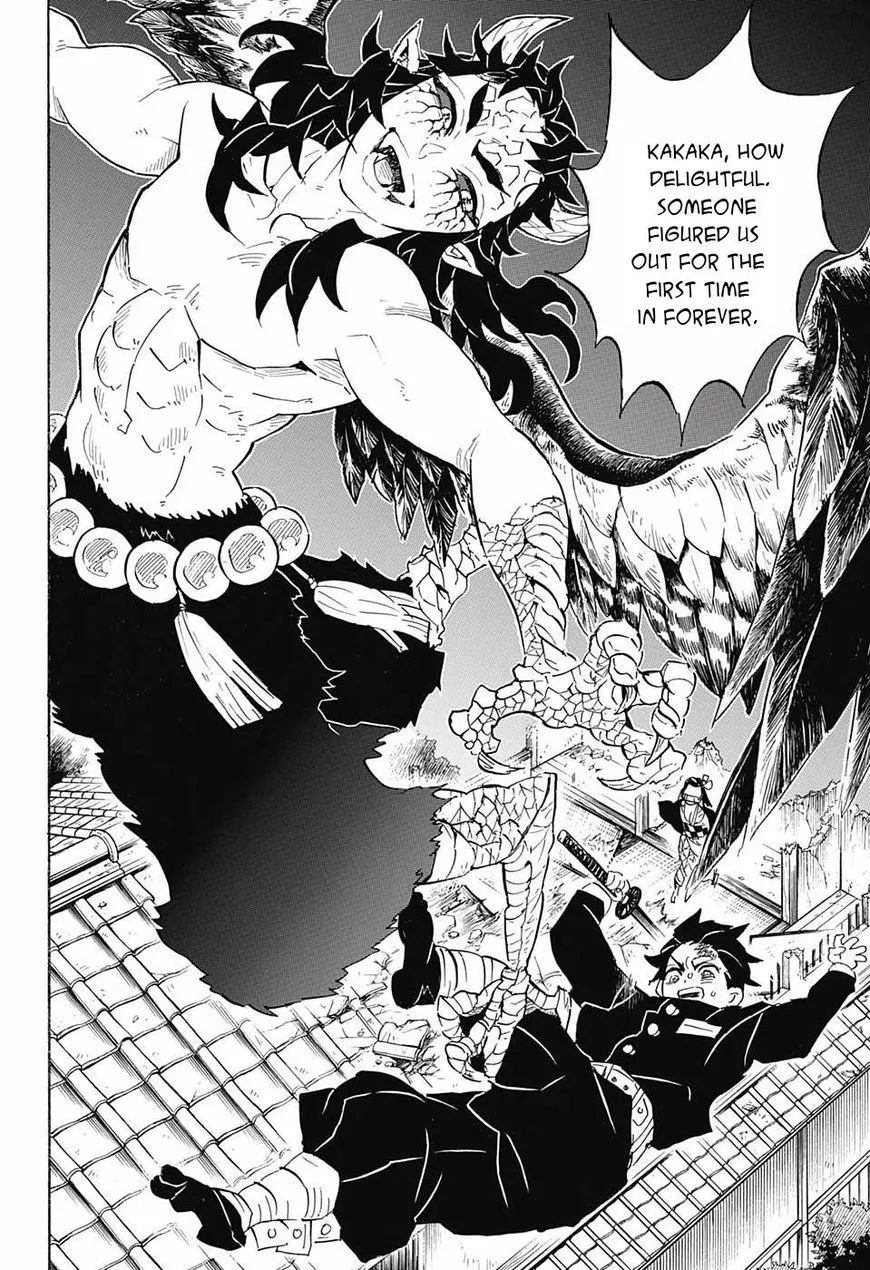 KAKAKA, HOW
DELIGHTFUL.
SOMEONE
FIGURED US
OUT FOR THE
FIRST TIME
IN FOREVER.